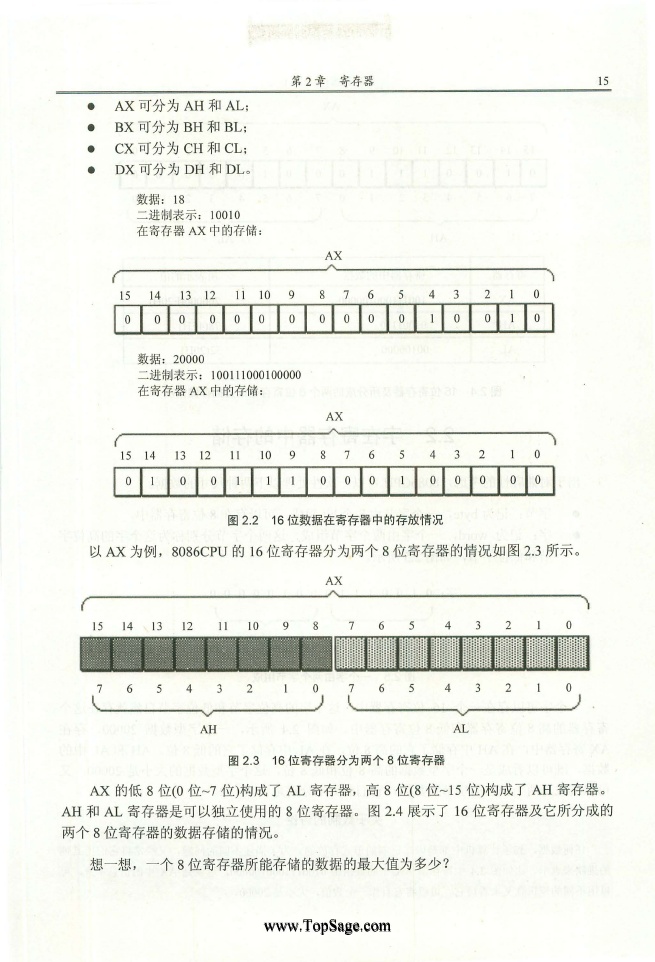 第 2 章 寄存器 15
● AX 可分为 AH 和 AL;
● BX 可分为 BH 和 BL;
● CX 可分为 CH 和 CL;
● DX 可分为 DH 和 DL。
数据: 18
二进制表示: 10010
在寄存器 AX 中的存储:
AX
15 14 13 12 11 10 9 8 7 6 5 4 3 2 1 0
0 0 0 0 0 0 0 0 0 0 0 1 0 0 1 0
数据: 20000
二进制表示: 100111000100000
在寄存器 AX 中的存储:
AX
15 14 13 12 11 10 9 8 7 6 5 4 3 2 1 0
0 1 0 0 1 1 1 0 0 0 1 0 0 0 0 0
图 2.2 16 位数据在寄存器中的存放情况
以 AX 为例，8086CPU 的 16 位寄存器分为两个 8 位寄存器的情况如图 2.3 所示。
AX
15 14 13 12 11 10 9 8 7 6 5 4 3 2 1 0
7 6 5 4 3 2 1 0 7 6 5 4 3 2 1 0
AH AL
图 2.3 16 位寄存器分为两个 8 位寄存器
AX 的低 8 位(0 位~7 位)构成了 AL 寄存器，高 8 位(8 位~15 位)构成了 AH 寄存器。
AH 和 AL 寄存器是可以独立使用的 8 位寄存器。图 2.4 展示了 16 位寄存器及它所分成的
两个 8 位寄存器的数据存储的情况。
想一想，一个 8 位寄存器所能存储的数据的最大值为多少?
www.TopSage.com